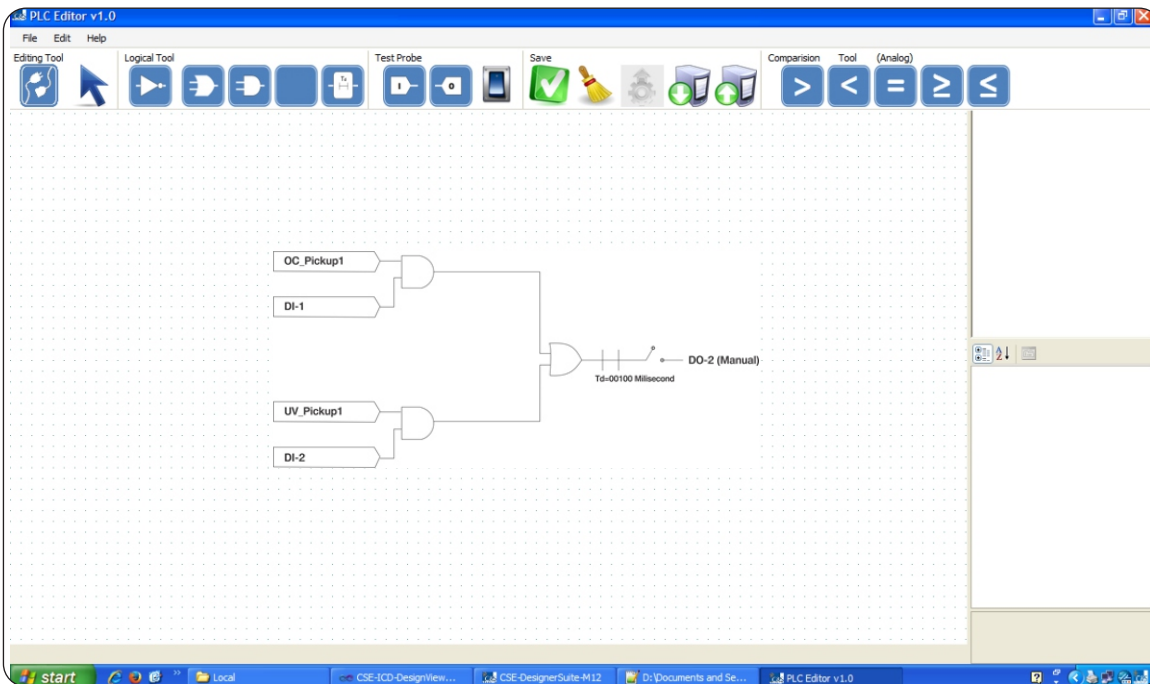 PLC Editor v1.0
File Edit Help
Editing Tool Logical Tool Test Probe Save Comparision Tool (Analog)
Td I O > < = ≥ ≤
OC_Pickup1
DI-1
DO-2 (Manual)
Td=00100 Milisecond
UV_Pickup1
DI-2
start Local CSE-ICD-DesignView... CSE-DesignerSuite-M12 D:\Documents and Se... PLC Editor v1.0